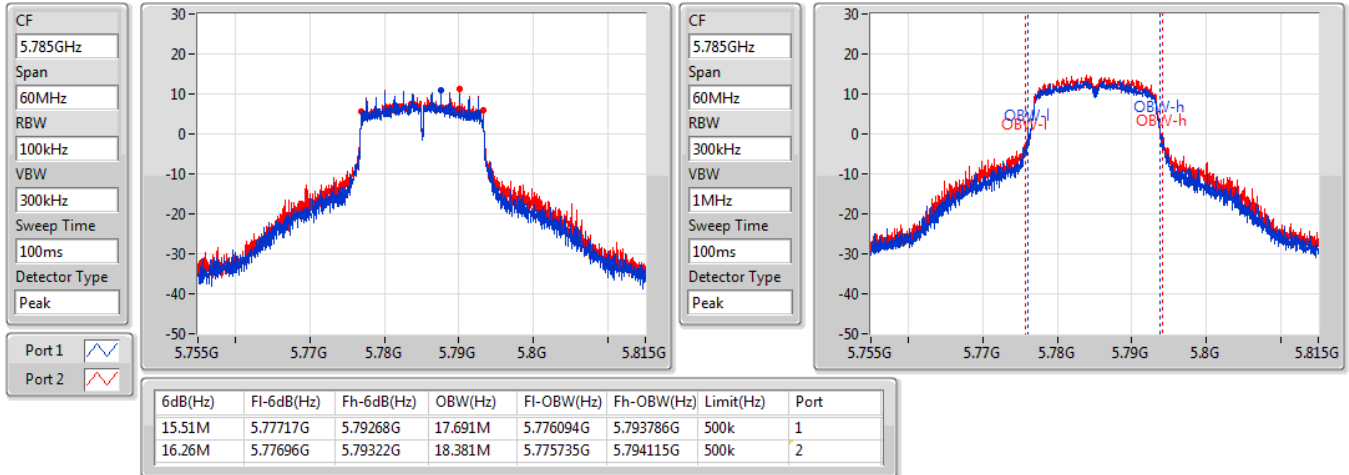 CF
5.785GHz
Span
60MHz
RBW
100kHz
VBW
300kHz
Sweep Time
100ms
Detector Type
Peak
Port 1
Port 2
30
20
10
0
-10
-20
-30
-40
-50
5.755G 5.77G 5.78G 5.79G 5.8G 5.815G
CF
5.785GHz
Span
60MHz
RBW
300kHz
VBW
1MHz
Sweep Time
100ms
Detector Type
Peak
30
20
10
0
-10
-20
-30
-40
-50
OBW-l
OBW-l
OBW-h
OBW-h
5.755G 5.77G 5.78G 5.79G 5.8G 5.815G
6dB(Hz) Fl-6dB(Hz) Fh-6dB(Hz) OBW(Hz) Fl-OBW(Hz) Fh-OBW(Hz) Limit(Hz) Port
15.51M 5.77717G 5.79268G 17.691M 5.776094G 5.793786G 500k 1
16.26M 5.77696G 5.79322G 18.381M 5.775735G 5.794115G 500k 2